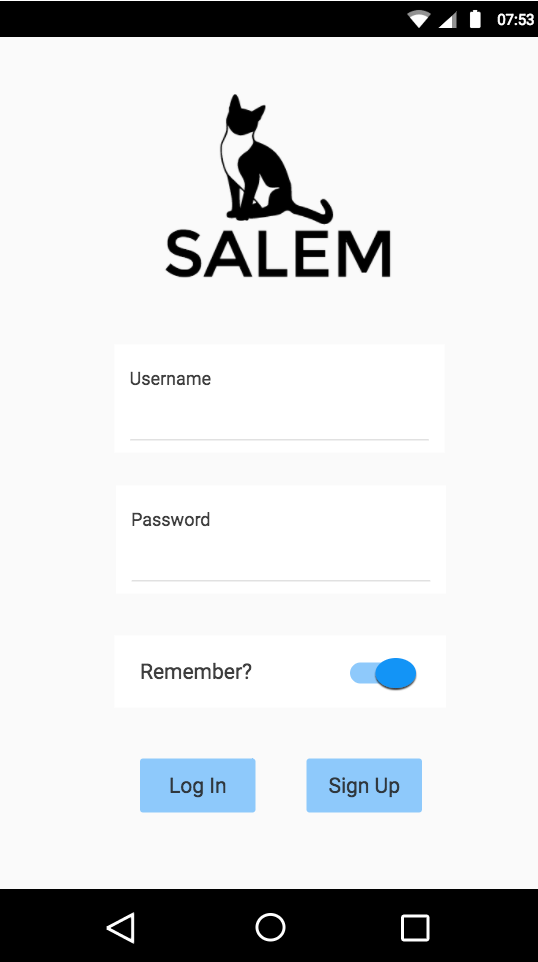 07:53
SALEM
Username
Password
Remember?
Log In
Sign Up